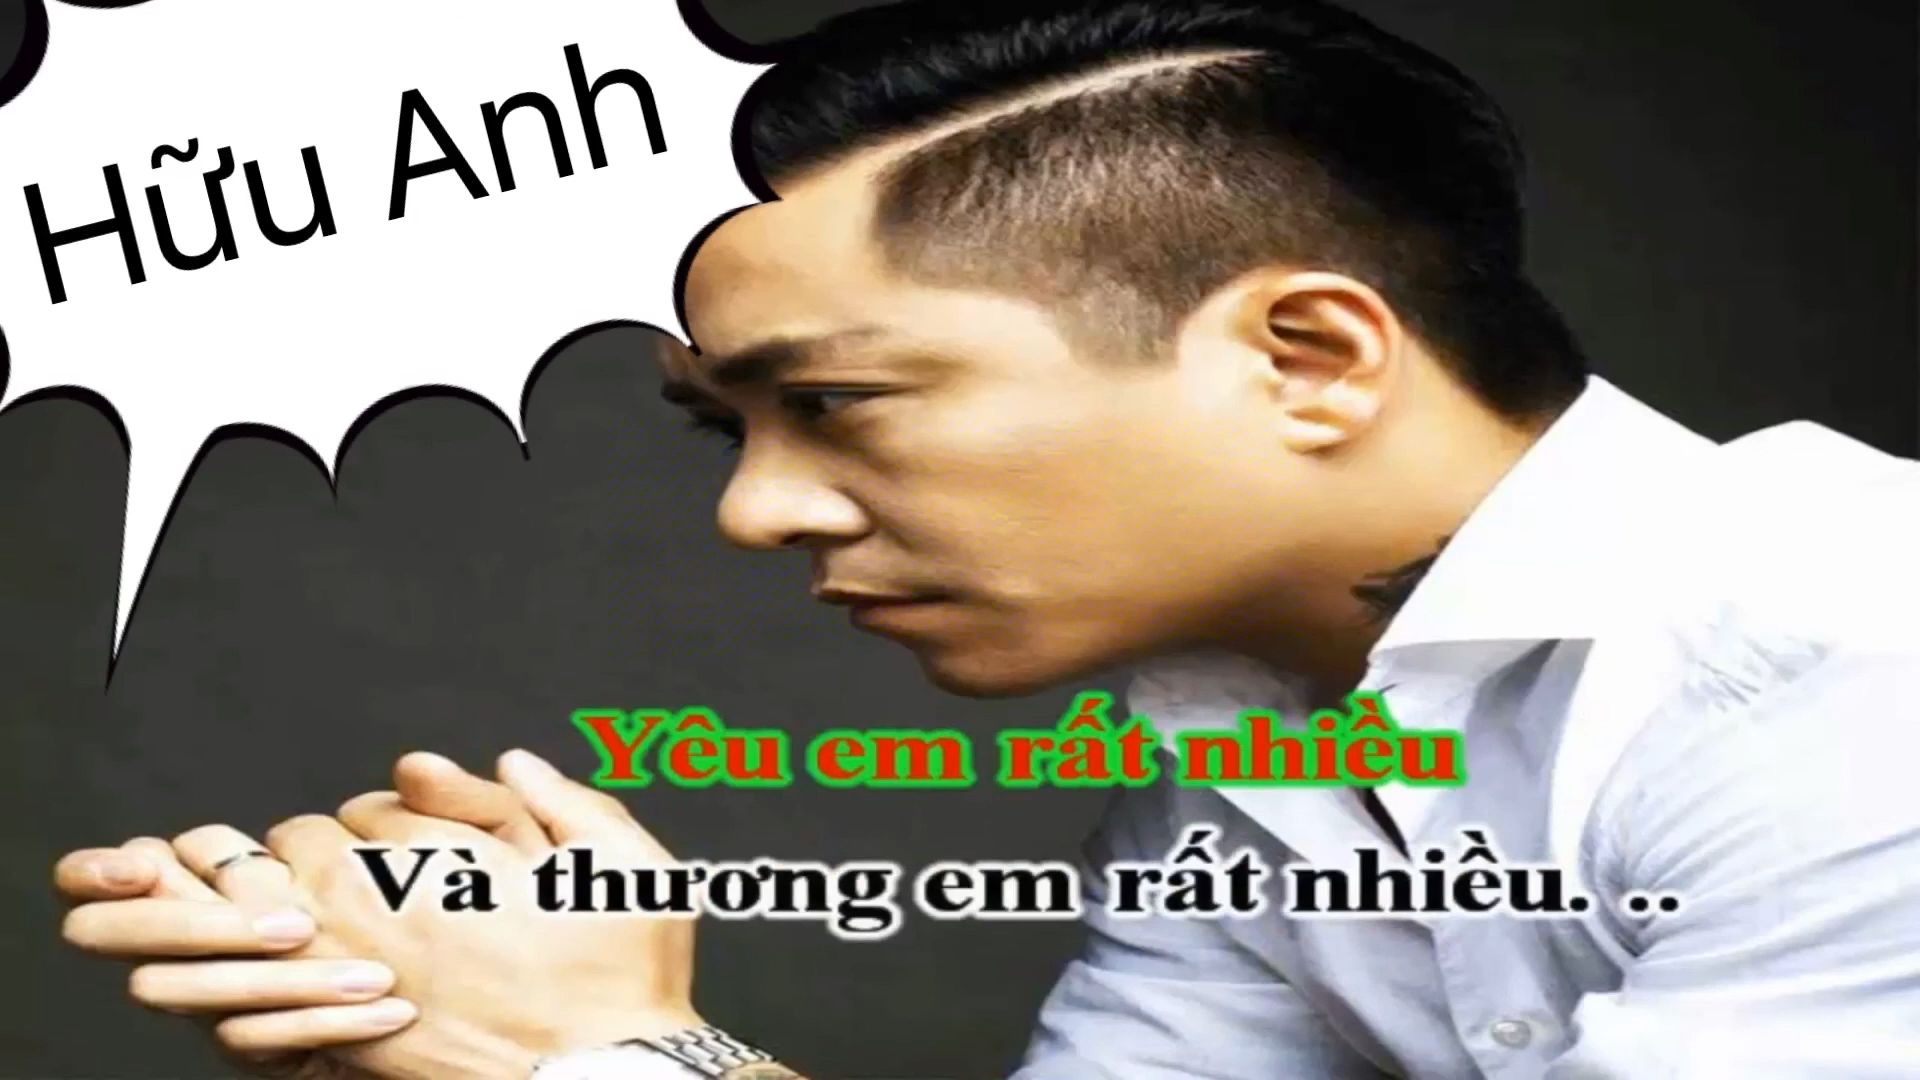 Hữu Anh
Yêu em rất nhiều
Và thương em rất nhiều. ..